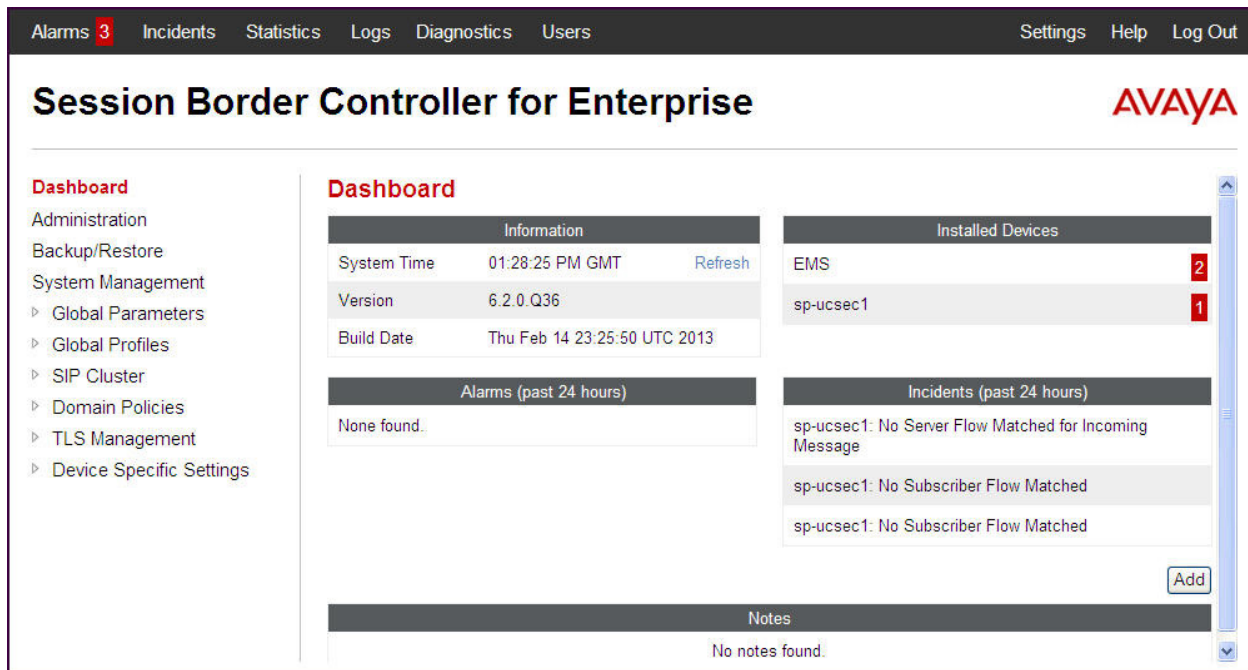 Alarms 3 Incidents Statistics Logs Diagnostics Users Settings Help Log Out
Session Border Controller for Enterprise
AVAYA
Dashboard
Administration
Backup/Restore
System Management
Global Parameters
Global Profiles
SIP Cluster
Domain Policies
TLS Management
Device Specific Settings
Dashboard
Information
System Time 01:28:25 PM GMT Refresh
Version 6.2.0.Q36
Build Date Thu Feb 14 23:25:50 UTC 2013
Installed Devices
EMS 2
sp-ucsec1 1
Alarms (past 24 hours)
None found.
Incidents (past 24 hours)
sp-ucsec1: No Server Flow Matched for Incoming
Message
sp-ucsec1: No Subscriber Flow Matched
sp-ucsec1: No Subscriber Flow Matched
Add
Notes
No notes found.